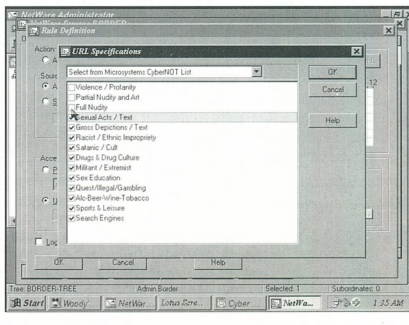 NetWare Administrator
BORDER
Rule Definition
URL Specifications
Action:
Select from Microsystems CyberNOT List
OK
Cancel
Help
12
Violence / Profanity
Partial Nudity and Art
Full Nudity
Sexual Acts / Text
Gross Depictions / Text
Racist / Ethnic Impropriety
Satanic / Cult
Drugs & Drug Culture
Militant / Extremist
Sex Education
Quest/Illegal/Gambling
Alc-Beer-Wine-Tobacco
Sports & Leisure
Search Engines
OK
Cancel
Help
Tree: BORDER-TREE
Admin.Border
Selected: 1
Subordinates: 0
Start
Woody'
NetWar...
Lotus Scre...
Cyber
NetWa...
1:35 AM